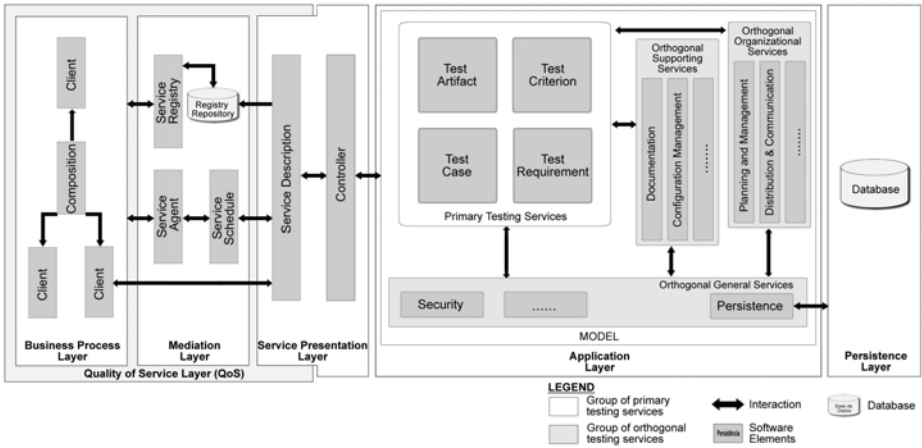 Client
Composition
Client
Client
Business Process
Layer
Service
Registry
Registry
Repository
Service
Agent
Service
Schedule
Mediation
Layer
Quality of Service Layer (QoS)
Service Description
Controller
Service Presentation
Layer
Test
Artifact
Test
Criterion
Test
Case
Test
Requirement
Primary Testing Services
Orthogonal
Supporting
Services
Documentation
Configuration Management
.......
Orthogonal
Organizational
Services
Planning and Management
Distribution & Communication
.......
Orthogonal General Services
Security
......
Persistence
MODEL
Application
Layer
Database
Persistence
Layer
LEGEND
Group of primary
testing services
Group of orthogonal
testing services
Interaction
Persistência
Software
Elements
Base de
Dados
Database